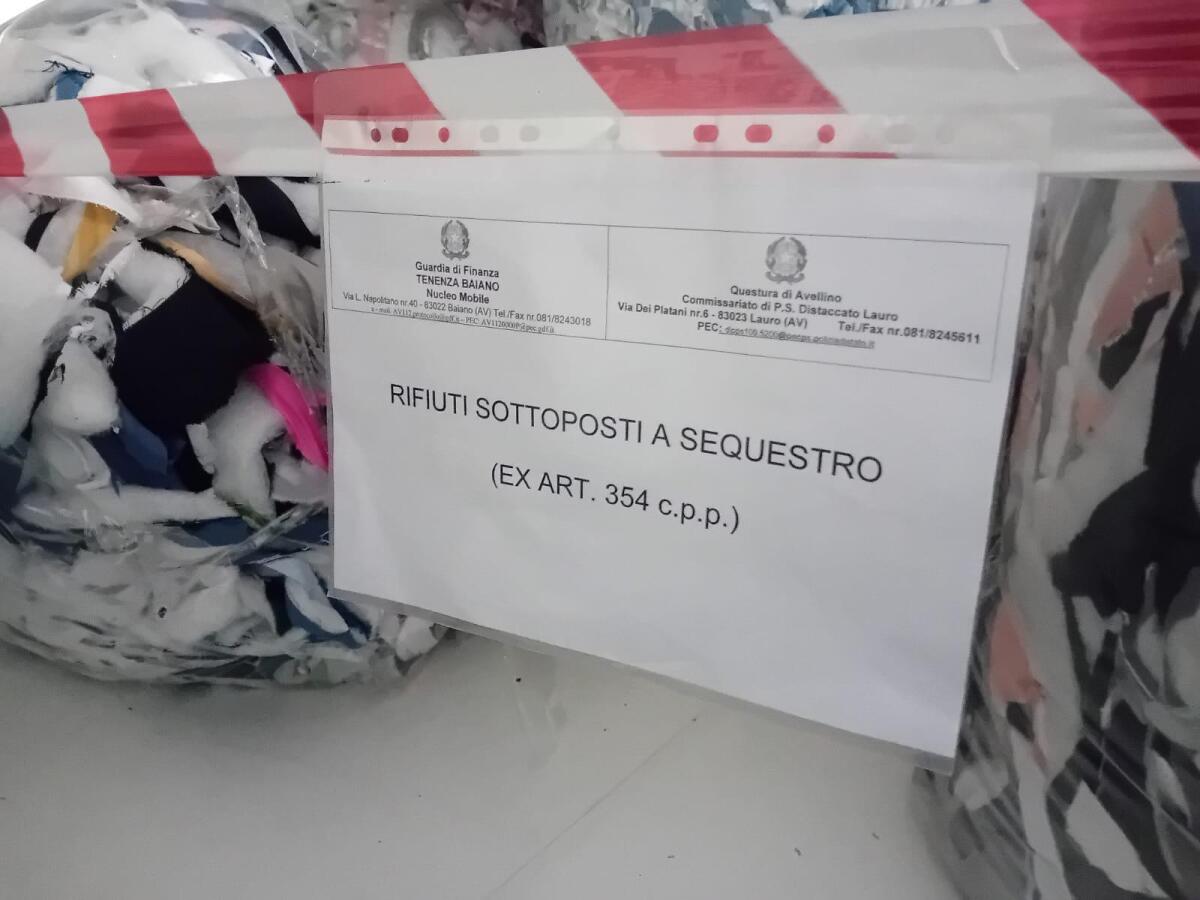 Guardia di Finanza
TENENZA BAIANO
Nucleo Mobile
Via L. Napolitano nr.40 - 83022 Baiano (AV) Tel./Fax nr.081/8243018
Questura di Avellino
Commissariato di P.S. Distaccato Lauro
Via Dei Platani nr.6 - 83023 Lauro (AV) Tel./Fax nr.081/8245611
PEC:
RIFIUTI SOTTOPOSTI A SEQUESTRO
(EX ART. 354 c.p.p.)